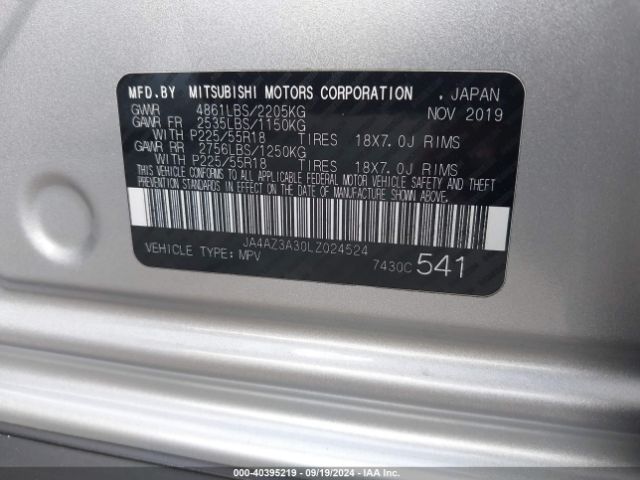 MFD.BY MITSUBISHI MOTORS CORPORATION . JAPAN
GVWR 4861LBS/2205KG NOV 2019
GAWR FR 2535LBS/1150KG
WITH P225/55R18 TIRES 18X7.0J RIMS
GAWR RR 2756LBS/1250KG
WITH P225/55R18 TIRES 18X7.0J RIMS
THIS VEHICLE CONFORMS TO ALL APPLICABLE FEDERAL MOTOR VEHICLE SAFETY AND THEFT
PREVENTION STANDARDS IN EFFECT ON THE DATE OF MANUFACTURE SHOWN ABOVE.
JA4AZ3A30LZ024524
VEHICLE TYPE: MPV 7430C 541
000-40395219 - 09/19/2024 - IAA Inc.